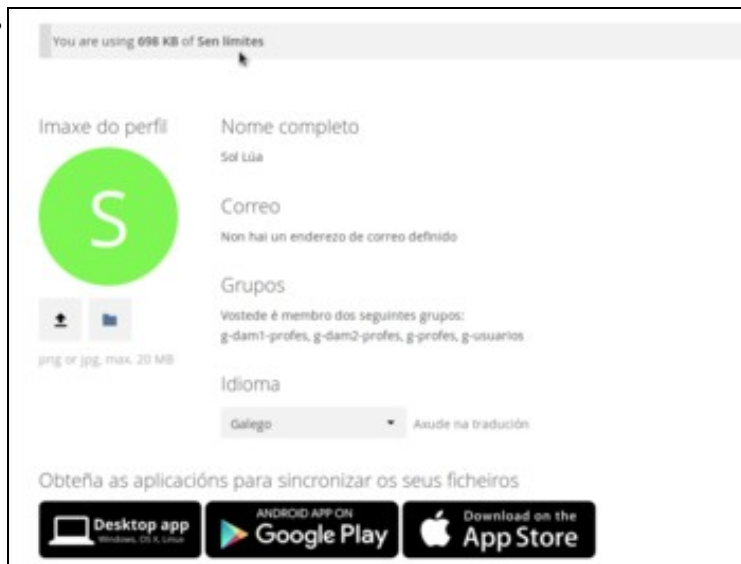 You are using 698 KB of Sen límites
Imaxe do perfil
S
png or jpg, max. 20 MB
Nome completo
Sol Lúa
Correo
Non hai un enderezo de correo definido
Grupos
Vostede é membro dos seguintes grupos:
g-dam1-profes, g-dam2-profes, g-profes, g-usuarios
Idioma
Galego
Axude na tradución
Obteña as aplicacións para sincronizar os seus ficheiros
Desktop app
Windows, OS X, Linux
ANDROID APP ON
Google Play
Download on the
App Store